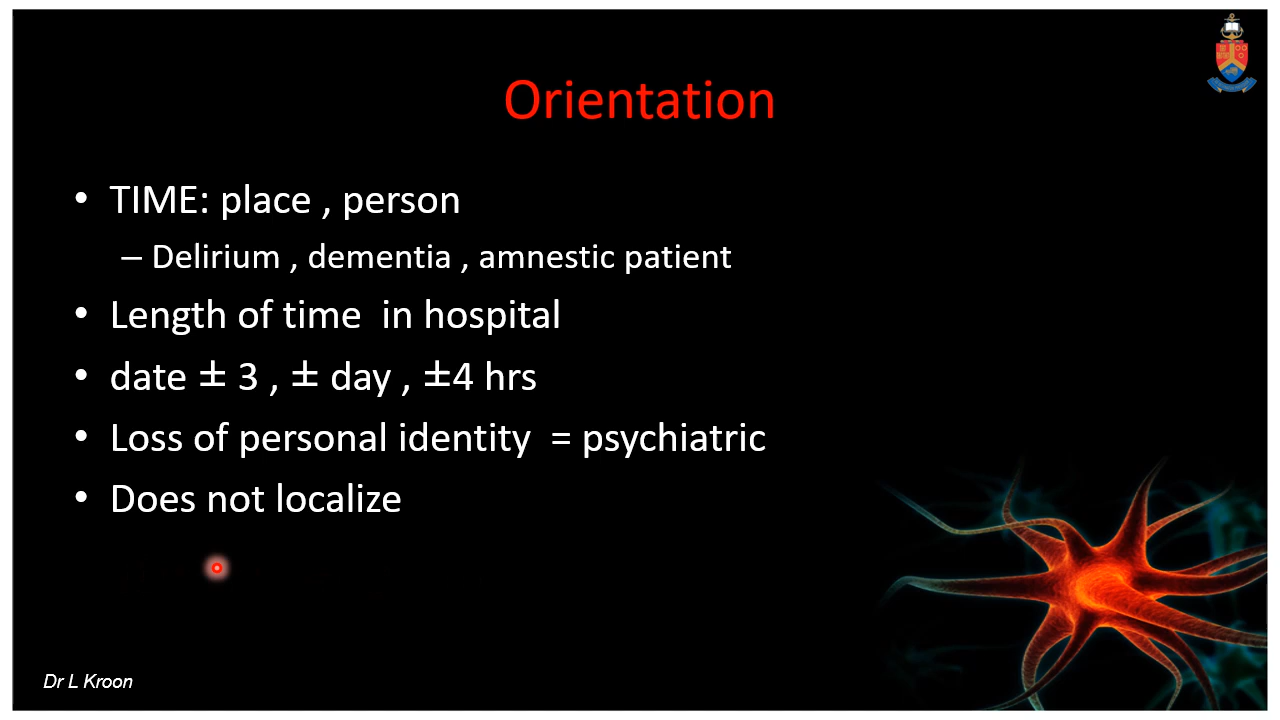 Orientation
• TIME: place , person
– Delirium , dementia , amnestic patient
• Length of time  in hospital
• date ± 3 , ± day , ±4 hrs
• Loss of personal identity  = psychiatric
• Does not localize
Dr L Kroon